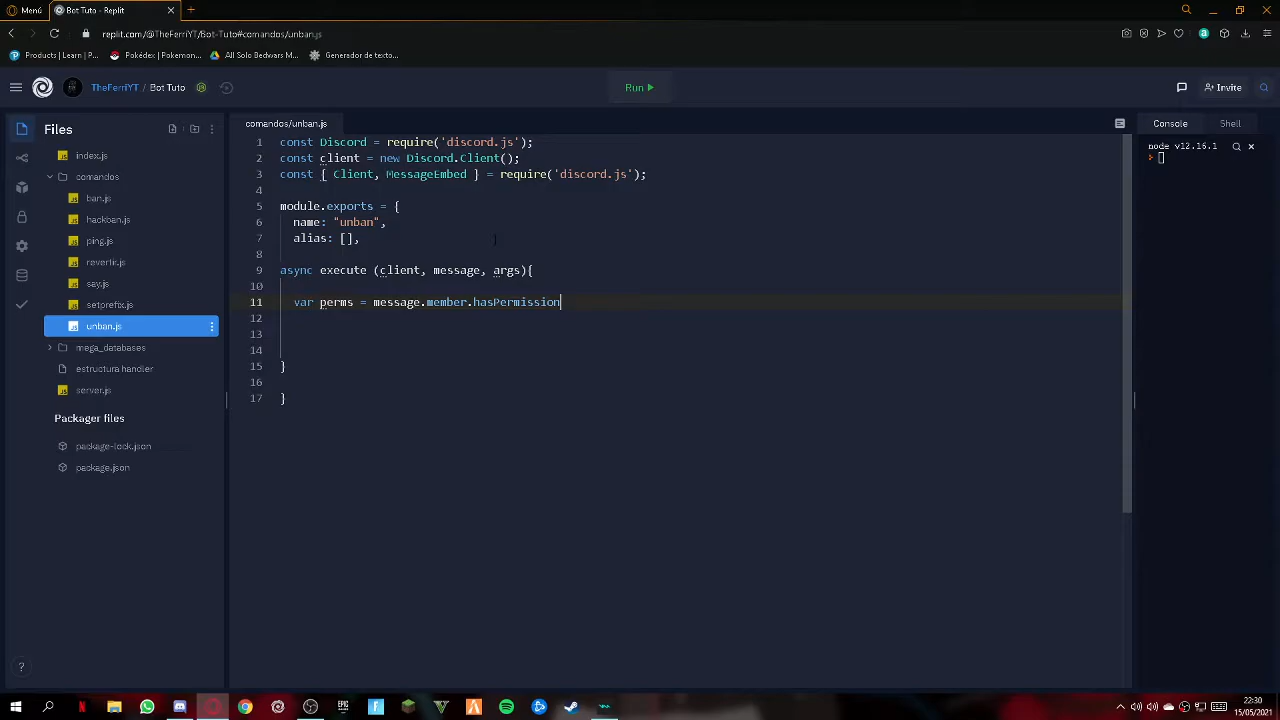 Menú
Bot Tuto - Replit
replit.com/@TheFerriYT/Bot-Tuto#comandos/unban.js
Products | Learn | P...
Pokédex | Pokemon...
All Solo Bedwars M...
Generador de texto...
TheFerriYT / Bot Tuto
Run
Invite
Files
index.js
comandos
ban.js
hackban.js
ping.js
revertir.js
say.js
setprefix.js
unban.js
mega_databases
estructura handler
server.js
Packager files
package-lock.json
package.json
?
comandos/unban.js
1 const Discord = require('discord.js');
2 const client = new Discord.Client();
3 const { Client, MessageEmbed } = require('discord.js');
4
5 module.exports = {
6 name: "unban",
7 alias: [],
8
9 async execute (client, message, args){
10
11 var perms = message.member.hasPermission
12
13
14
15 }
16
17 }
Console
Shell
node v12.16.1
22:30
15/05/2021